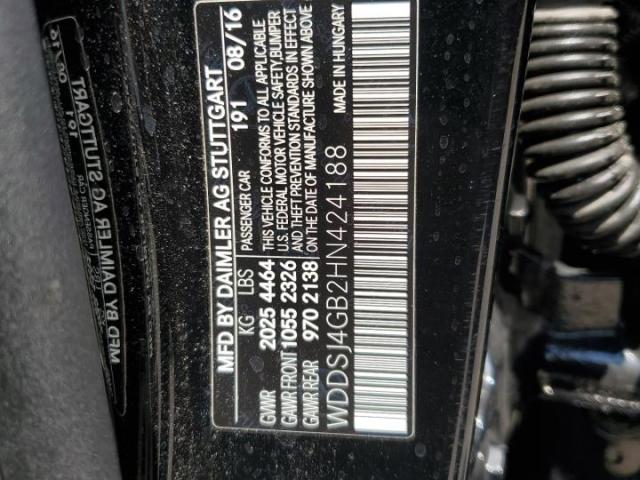 MFD BY DAIMLER AG STUTTGART
191 08/16
KG LBS PASSENGER CAR
GVWR 2025 4464 THIS VEHICLE CONFORMS TO ALL APPLICABLE
GAWR FRONT 1055 2326 U.S. FEDERAL MOTOR VEHICLE SAFETY,BUMPER
AND THEFT PREVENTION STANDARDS IN EFFECT
GAWR REAR 970 2138 ON THE DATE OF MANUFACTURE SHOWN ABOVE
WDDSJ4GB2HN424188 MADE IN HUNGARY
MFD BY DAIMLER AG STUTTGART
191